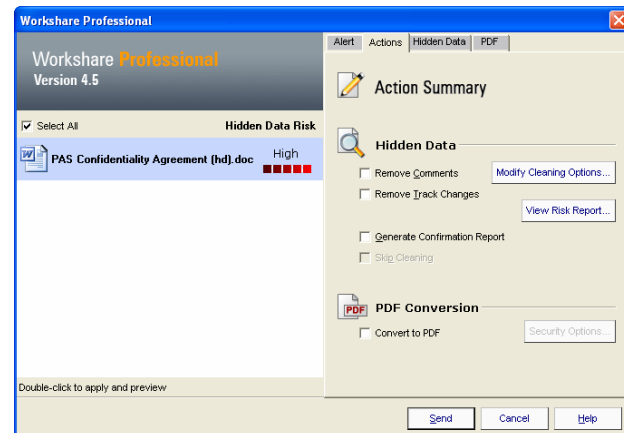 Workshare Professional
Workshare Professional
Version 4.5
Select All Hidden Data Risk
PAS Confidentiality Agreement (hd).doc High
Double-click to apply and preview
Alert Actions Hidden Data PDF
Action Summary
Hidden Data
Remove Comments Modify Cleaning Options...
Remove Track Changes
View Risk Report...
Generate Confirmation Report
Skip Cleaning
PDF PDF Conversion
Convert to PDF Security Options...
Send Cancel Help